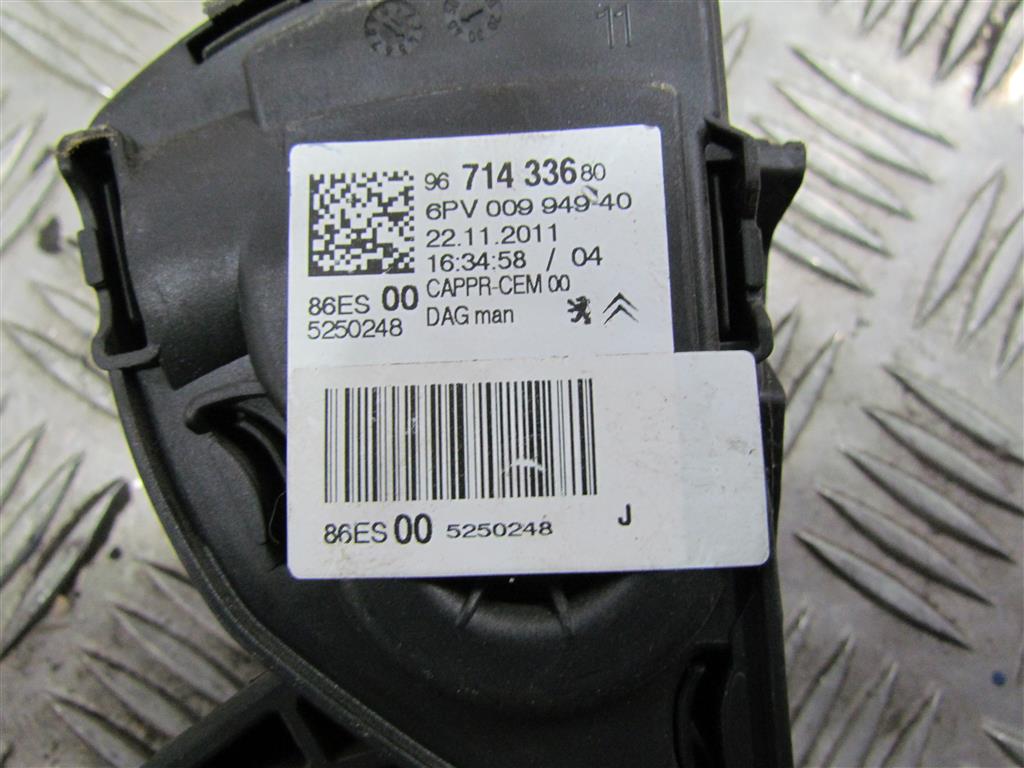 11
96 714 336 80
6PV 009 949-40
22.11.2011
16:34:58 / 04
86ES 00 CAPPR-CEM 00
5250248 DAG man
86ES 00 5250248 J